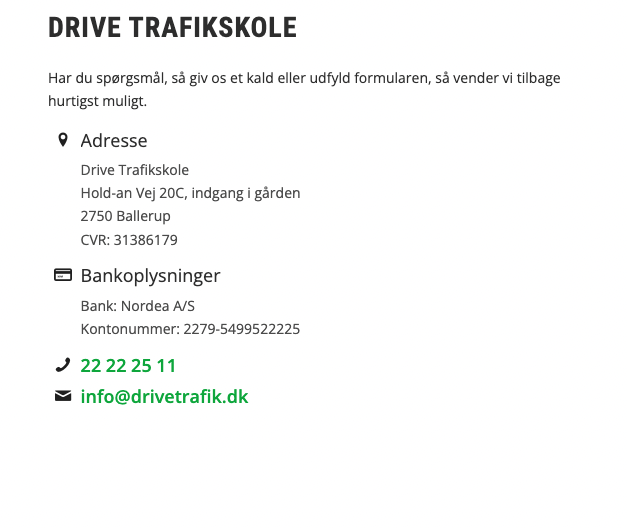 DRIVE TRAFIKSKOLE
Har du spørgsmål, så giv os et kald eller udfyld formularen, så vender vi tilbage
hurtigst muligt.
Adresse
Drive Trafikskole
Hold-an Vej 20C, indgang i gården
2750 Ballerup
CVR: 31386179
Bankoplysninger
Bank: Nordea A/S
Kontonummer: 2279-5499522225
22 22 25 11
info@drivetrafik.dk